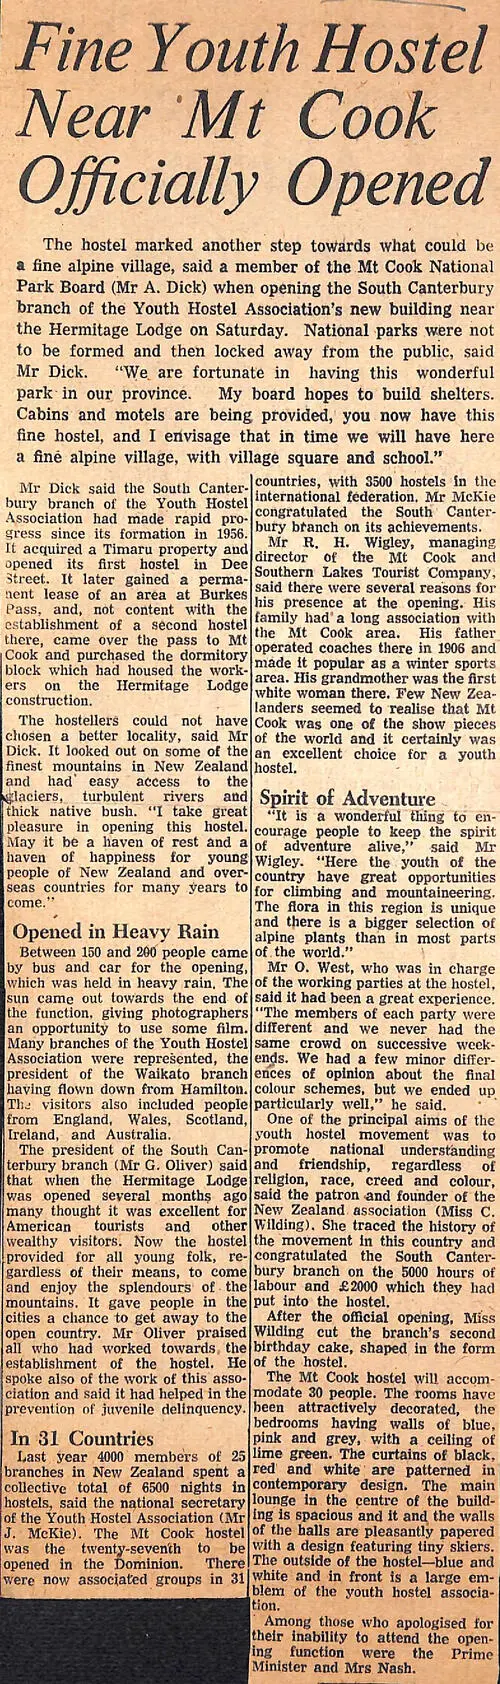 Fine Youth Hostel
Near Mt Cook
Officially Opened
The hostel marked another step towards what could be
a fine alpine village, said a member of the Mt Cook National
Park Board (Mr A. Dick) when opening the South Canterbury
branch of the Youth Hostel Association's new building near
the Hermitage Lodge on Saturday. National parks were not
to be formed and then locked away from the public, said
Mr Dick. "We are fortunate in having this wonderful
park in our province. My board hopes to build shelters.
Cabins and motels are being provided, you now have this
fine hostel, and I envisage that in time we will have here
a fine alpine village, with village square and school."
Mr Dick said the South Canter-
bury branch of the Youth Hostel
Association had made rapid pro-
gress since its formation in 1956.
It acquired a Timaru property and
opened its first hostel in Dee
Street. It later gained a perma-
nent lease of an area at Burkes
Pass, and, not content with the
establishment of a second hostel
there, came over the pass to Mt
Cook and purchased the dormitory
block which had housed the work-
ers on the Hermitage Lodge
construction.
The hostellers could not have
chosen a better locality, said Mr
Dick. It looked out on some of the
finest mountains in New Zealand
and had easy access to the
glaciers, turbulent rivers and
thick native bush. "I take great
pleasure in opening this hostel.
May it be a haven of rest and a
haven of happiness for young
people of New Zealand and over-
seas countries for many years to
come."
Opened in Heavy Rain
Between 150 and 200 people came
by bus and car for the opening,
which was held in heavy rain. The
sun came out towards the end of
the function, giving photographers
an opportunity to use some film.
Many branches of the Youth Hostel
Association were represented, the
president of the Waikato branch
having flown down from Hamilton.
The visitors also included people
from England, Wales, Scotland,
Ireland, and Australia.
The president of the South Can-
terbury branch (Mr G. Oliver) said
that when the Hermitage Lodge
was opened several months ago
many thought it was excellent for
American tourists and other
wealthy visitors. Now the hostel
provided for all young folk, re-
gardless of their means, to come
and enjoy the splendours of the
mountains. It gave people in the
cities a chance to get away to the
open country. Mr Oliver praised
all who had worked towards the
establishment of the hostel. He
spoke also of the work of this asso-
ciation and said it had helped in the
prevention of juvenile delinquency.
In 31 Countries
Last year 4000 members of 25
branches in New Zealand spent a
collective total of 6500 nights in
hostels, said the national secretary
of the Youth Hostel Association (Mr
J. McKie). The Mt Cook hostel
was the twenty-seventh to be
opened in the Dominion. There
were now associated groups in 31
countries, with 3500 hostels in the
international federation. Mr McKie
congratulated the South Canter-
bury branch on its achievements.
Mr R. H. Wigley, managing
director of the Mt Cook and
Southern Lakes Tourist Company,
said there were several reasons for
his presence at the opening. His
family had a long association with
the Mt Cook area. His father
operated coaches there in 1906 and
made it popular as a winter sports
area. His grandmother was the first
white woman there. Few New Zea-
landers seemed to realise that Mt
Cook was one of the show pieces
of the world and it certainly was
an excellent choice for a youth
hostel.
Spirit of Adventure
"It is a wonderful thing to en-
courage people to keep the spirit
of adventure alive," said Mr
Wigley. "Here the youth of the
country have great opportunities
for climbing and mountaineering.
The flora in this region is unique
and there is a bigger selection of
alpine plants than in most parts
of the world."
Mr O. West, who was in charge
of the working parties at the hostel,
said it had been a great experience.
"The members of each party were
different and we never had the
same crowd on successive week-
ends. We had a few minor differ-
ences of opinion about the final
colour schemes, but we ended up
particularly well," he said.
One of the principal aims of the
youth hostel movement was to
promote national understanding
and friendship, regardless of
religion, race, creed and colour,
said the patron and founder of the
New Zealand association (Miss C.
Wilding). She traced the history of
the movement in this country and
congratulated the South Canter-
bury branch on the 5000 hours of
labour and £2000 which they had
put into the hostel.
After the official opening, Miss
Wilding cut the branch's second
birthday cake, shaped in the form
of the hostel.
The Mt Cook hostel will accom-
modate 30 people. The rooms have
been attractively decorated, the
bedrooms having walls of blue,
pink and grey, with a ceiling of
lime green. The curtains of black,
red and white are patterned in
contemporary design. The main
lounge in the centre of the build-
ing is spacious and it and the walls
of the halls are pleasantly papered
with a design featuring tiny skiers.
The outside of the hostel—blue and
white and in front is a large em-
blem of the youth hostel associa-
tion.
Among those who apologised for
their inability to attend the open-
ing function were the Prime
Minister and Mrs Nash.